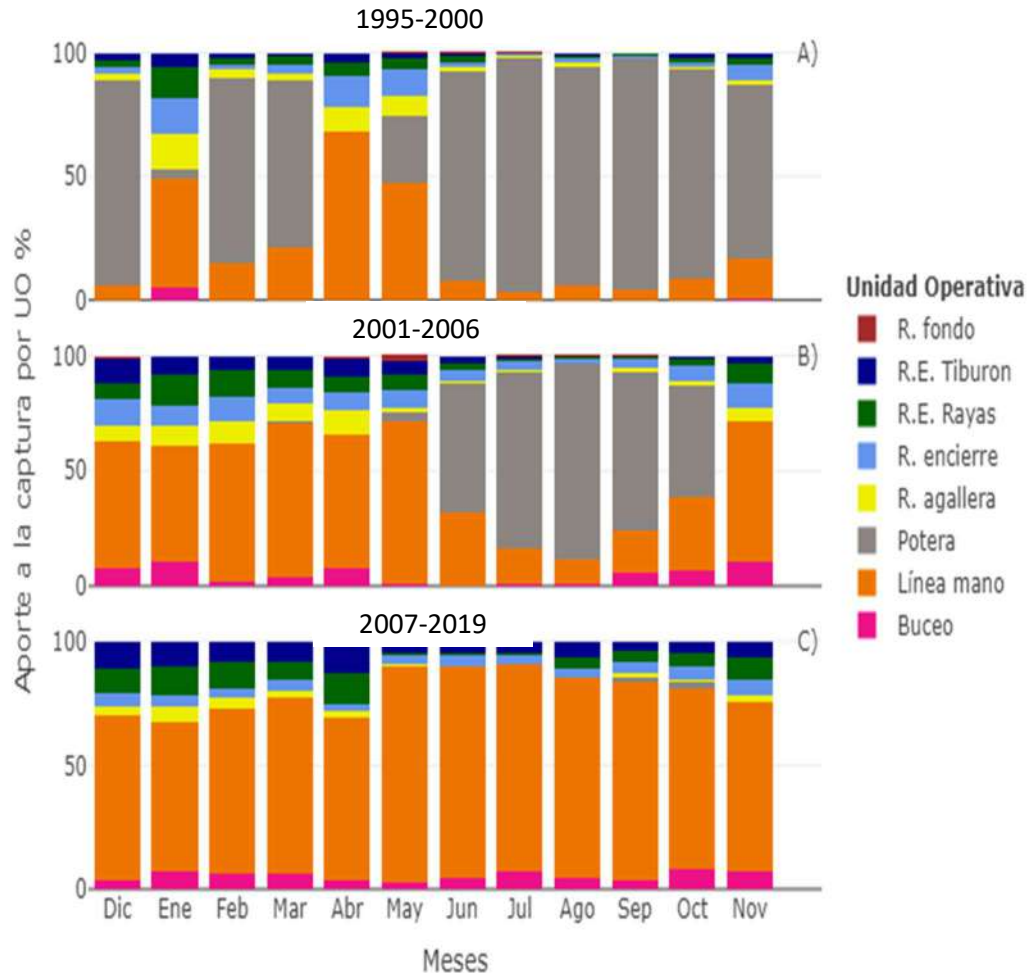 1995-2000
A)
100
50
0
2001-2006
B)
100
50
0
2007-2019
C)
100
50
0
Dic Ene Feb Mar Abr May Jun Jul Ago Sep Oct Nov
Meses
Aporte a la captura por UO %
Unidad Operativa
R. fondo
R.E. Tiburon
R.E. Rayas
R. encierre
R. agallera
Potera
Línea mano
Buceo